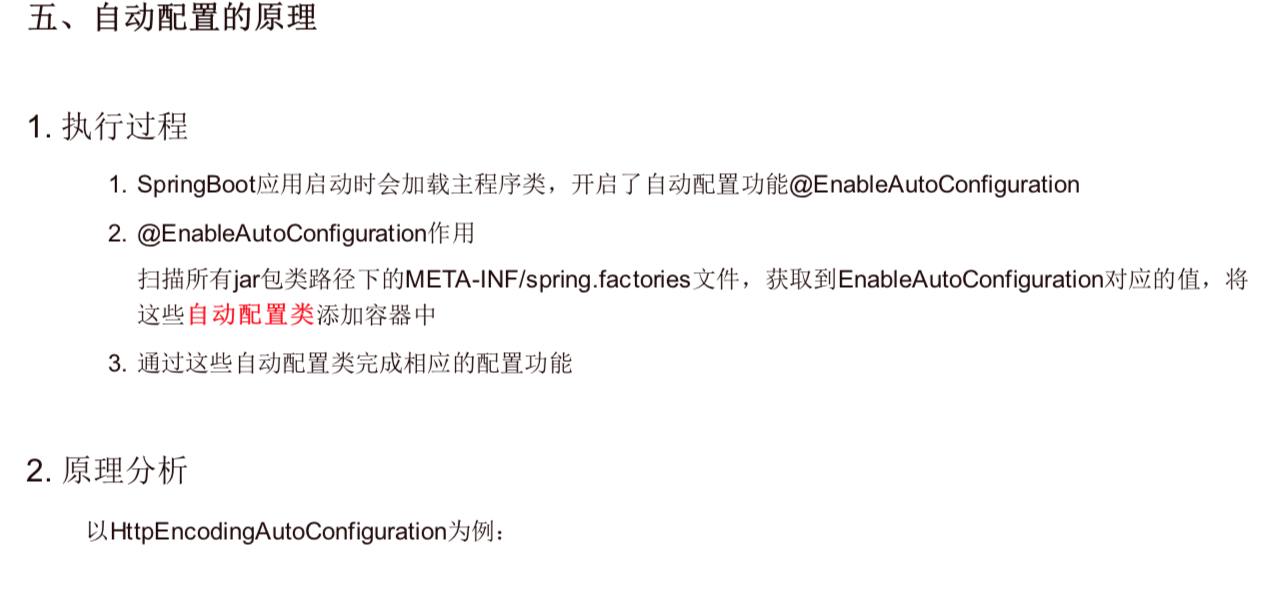 五、自动配置的原理
1. 执行过程
1. SpringBoot应用启动时会加载主程序类，开启了自动配置功能@EnableAutoConfiguration
2. @EnableAutoConfiguration作用
扫描所有jar包类路径下的META-INF/spring.factories文件，获取到EnableAutoConfiguration对应的值，将
这些自动配置类添加容器中
3. 通过这些自动配置类完成相应的配置功能
2. 原理分析
以HttpEncodingAutoConfiguration为例：